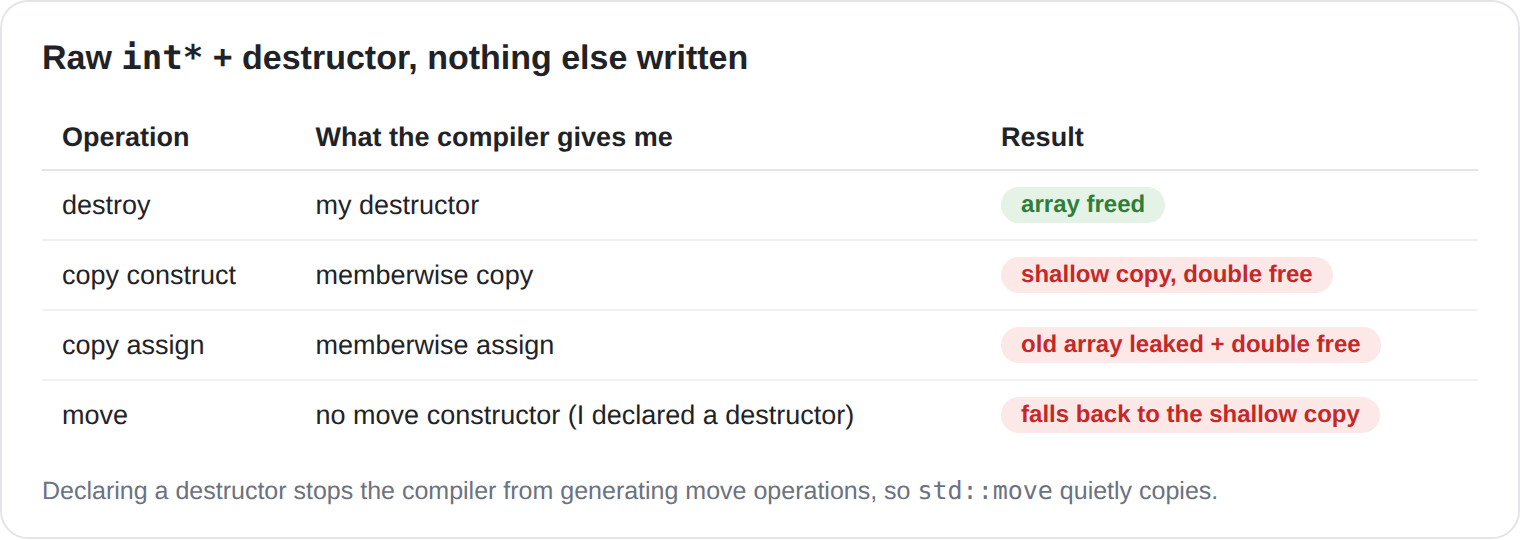 Raw int* + destructor, nothing else written
Operation What the compiler gives me Result
destroy my destructor array freed
copy construct memberwise copy shallow copy, double free
copy assign memberwise assign old array leaked + double free
move no move constructor (I declared a destructor) falls back to the shallow copy
Declaring a destructor stops the compiler from generating move operations, so std::move quietly copies.